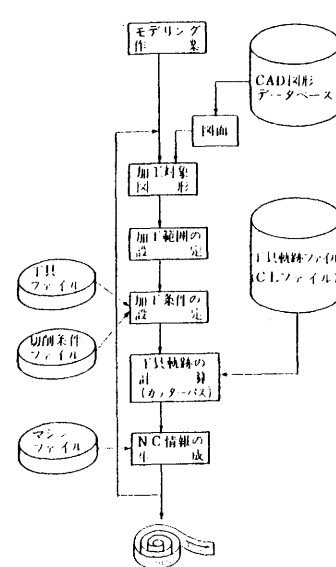 モデリング
作業
CAD図形
データベース
図面
加工対象
図形
加工範囲の
設定
工具軌跡ファイル
(CLファイル)
工具
ファイル
加工条件の
設定
切削条件
ファイル
工具軌跡の
計算
(カッターパス)
マシン
ファイル
NC情報の
生成